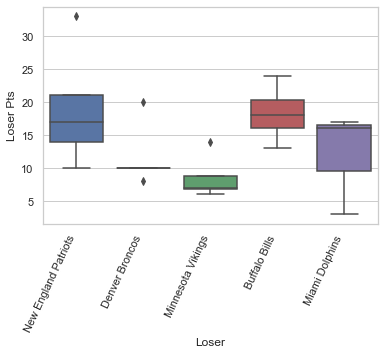 30
25
20
15
10
5
Loser Pts
New England Patriots
Denver Broncos
Minnesota Vikings
Buffalo Bills
Miami Dolphins
Loser